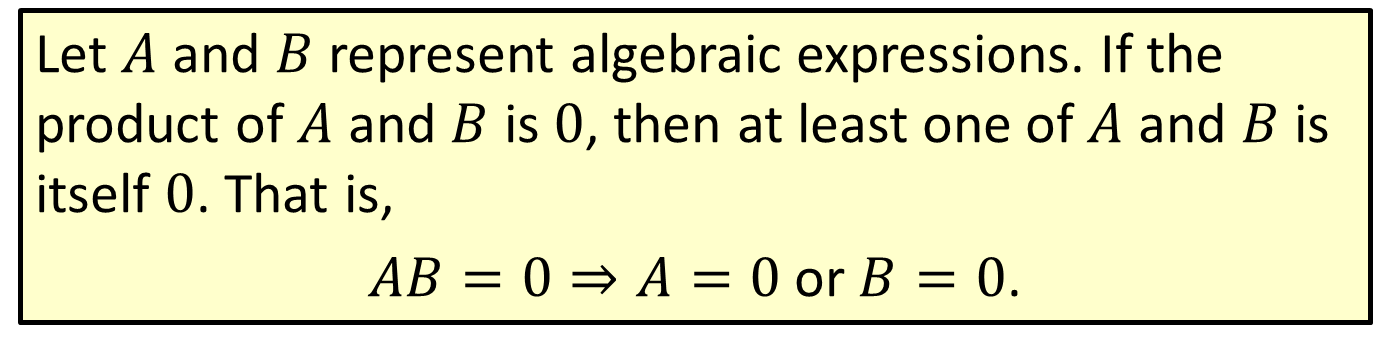 Let A and B represent algebraic expressions. If the
product of A and B is 0, then at least one of A and B is
itself 0. That is,
AB = 0 ⇒ A = 0 or B = 0.